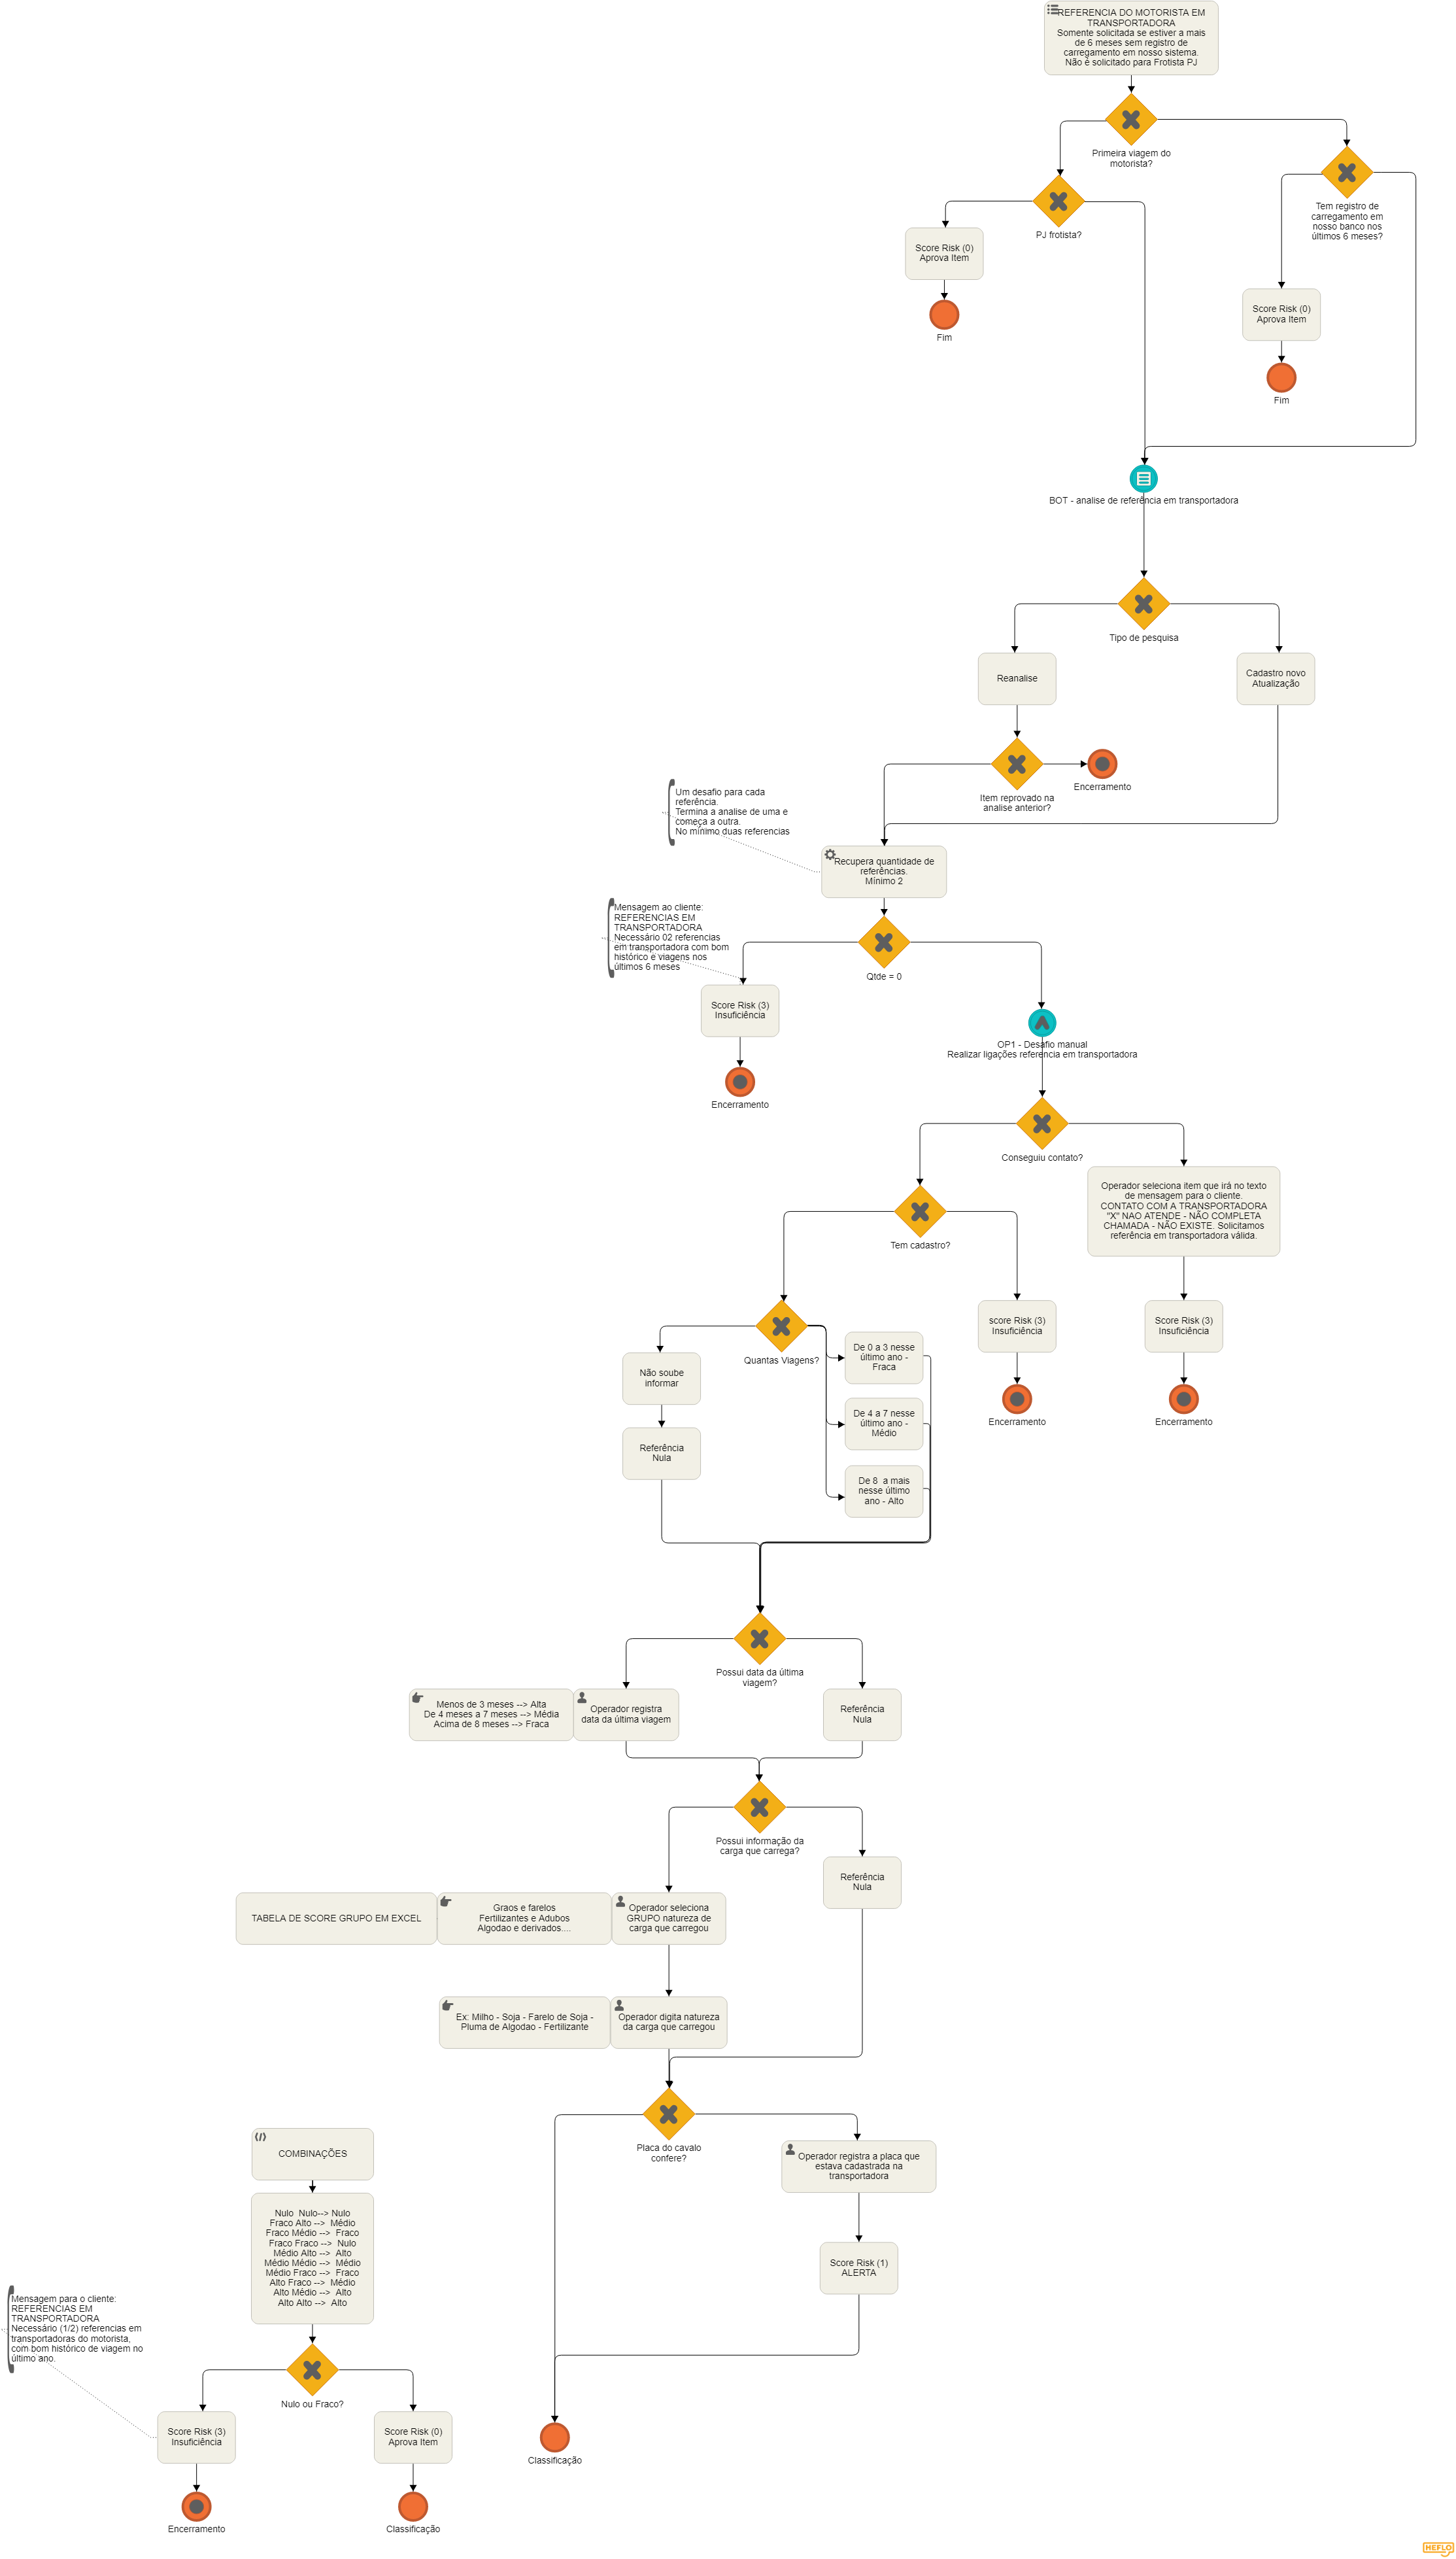 REFERENCIA DO MOTORISTA EM
TRANSPORTADORA
Somente solicitada se estiver a mais
de 6 meses sem registro de
carregamento em nosso sistema.
Não é solicitado para Frotista PJ
Primeira viagem do
motorista?
Tem registro de
carregamento em
nosso banco nos
últimos 6 meses?
PJ frotista?
Score Risk (0)
Aprova Item
Fim
Score Risk (0)
Aprova Item
Fim
BOT - analise de referência em transportadora
Tipo de pesquisa
Reanalise
Cadastro novo
Atualização
Item reprovado na
analise anterior?
Encerramento
Um desafio para cada
referência.
Termina a analise de uma e
começa a outra.
No mínimo duas referencias
Recupera quantidade de
referências.
Mínimo 2
Mensagem ao cliente:
REFERENCIAS EM
TRANSPORTADORA
Necessário 02 referencias
em transportadora com bom
histórico e viagens nos
últimos 6 meses
Qtde = 0
Score Risk (3)
Insuficiência
Encerramento
OP1 - Desafio manual
Realizar ligações referencia em transportadora
Conseguiu contato?
Operador seleciona item que irá no texto
de mensagem para o cliente.
CONTATO COM A TRANSPORTADORA
"X" NAO ATENDE - NÃO COMPLETA
CHAMADA - NÃO EXISTE. Solicitamos
referência em transportadora válida.
Tem cadastro?
score Risk (3)
Insuficiência
Encerramento
Score Risk (3)
Insuficiência
Encerramento
Quantas Viagens?
Não soube
informar
Referência
Nula
De 0 a 3 nesse
último ano -
Fraca
De 4 a 7 nesse
último ano -
Médio
De 8  a mais
nesse último
ano - Alto
Possui data da última
viagem?
Menos de 3 meses --> Alta
De 4 meses a 7 meses --> Média
Acima de 8 meses --> Fraca
Operador registra
data da última viagem
Referência
Nula
Possui informação da
carga que carrega?
Referência
Nula
TABELA DE SCORE GRUPO EM EXCEL
Graos e farelos
Fertilizantes e Adubos
Algodao e derivados....
Operador seleciona
GRUPO natureza de
carga que carregou
Ex: Milho - Soja - Farelo de Soja -
Pluma de Algodao - Fertilizante
Operador digita natureza
da carga que carregou
Placa do cavalo
confere?
Operador registra a placa que
estava cadastrada na
transportadora
Score Risk (1)
ALERTA
Classificação
COMBINAÇÕES
Nulo  Nulo--> Nulo
Fraco Alto -->  Médio
Fraco Médio -->  Fraco
Fraco Fraco -->  Nulo
Médio Alto -->  Alto
Médio Médio -->  Médio
Médio Fraco -->  Fraco
Alto Fraco -->  Médio
Alto Médio -->  Alto
Alto Alto -->  Alto
Mensagem para o cliente:
REFERENCIAS EM
TRANSPORTADORA
Necessário (1/2) referencias em
transportadoras do motorista,
com bom histórico de viagem no
último ano.
Nulo ou Fraco?
Score Risk (3)
Insuficiência
Encerramento
Score Risk (0)
Aprova Item
Classificação
HEFLO